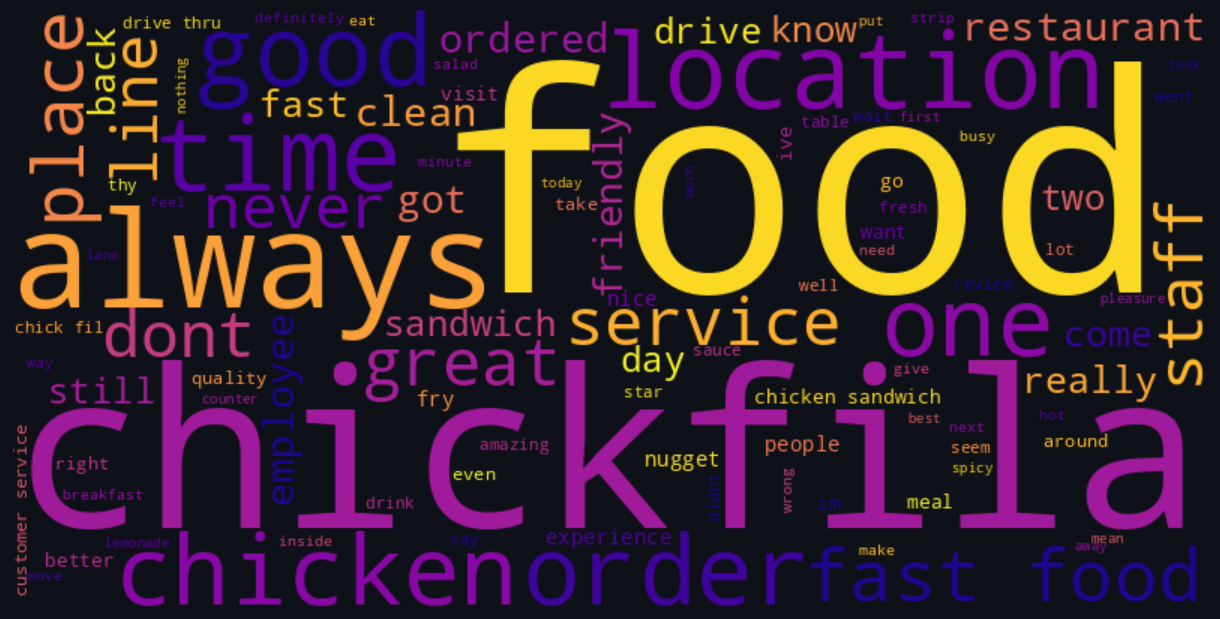 drive thru
definitely
eat
good
ordered
drive
know
put
strip
restaurant
place
back
line
nothing
salad
location
took
fast
clean
visit
food
went
time
minute
friendly
ive
table
wait
first
busy
thy
feel
never
got
today
take
much
go
fresh
want
need
two
lot
staff
always
lane
nice
well
review
pleasure
chick fil
dont
employee
sandwich
service
one
come
way
great
day
sauce
still
quality
counter
fry
star
chicken sandwich
give
really
chickfila
best
next
hot
customer service
right
amazing
even
nugget
people
seem
around
spicy
breakfast
drink
didnt
wrong
im
meal
lemonade
inside
say
experience
make
away
mean
better
move
chicken
order
fast food